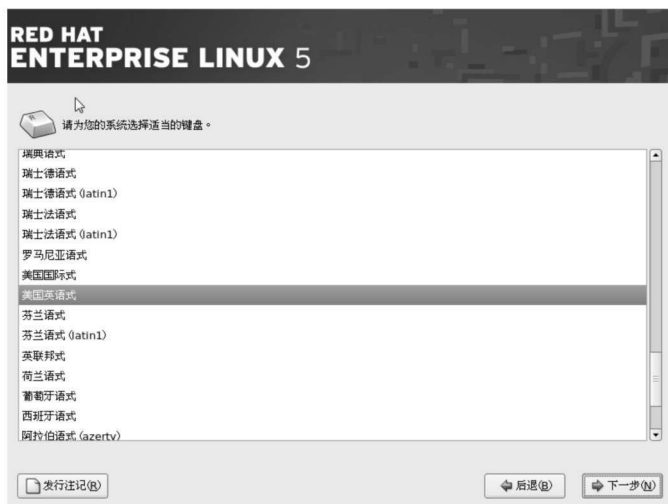 RED HAT
ENTERPRISE LINUX 5
请为您的系统选择适当的键盘。
瑞典语式
瑞士德语式
瑞士德语式 (latin1)
瑞士法语式
瑞士法语式 (latin1)
罗马尼亚语式
美国国际式
美国英语式
芬兰语式
芬兰语式 (latin1)
英联邦式
荷兰语式
葡萄牙语式
西班牙语式
阿拉伯语式 (azerty)
发行注记(R) 后退(B) 下一步(N)